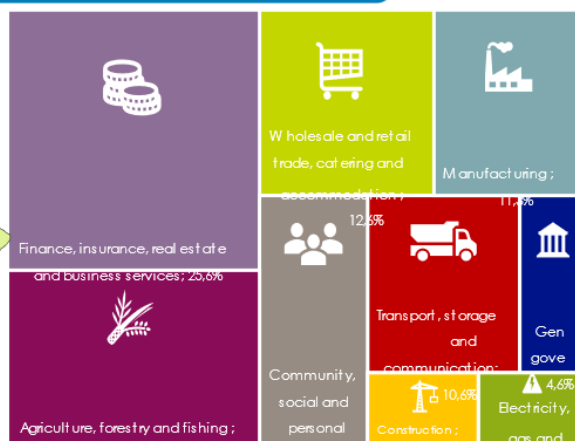 Finance, insurance, real estate
and business services; 25,6%
Agriculture, forestry and fishing ;
Wholesale and retail
trade, catering and
accommodation ;
12,6%
Manufacturing ;
Community,
social and
personal
Transport, storage
and
communication;
10,6%
Gen
gove
4,6%
Construction ;
Electricity,
gas and